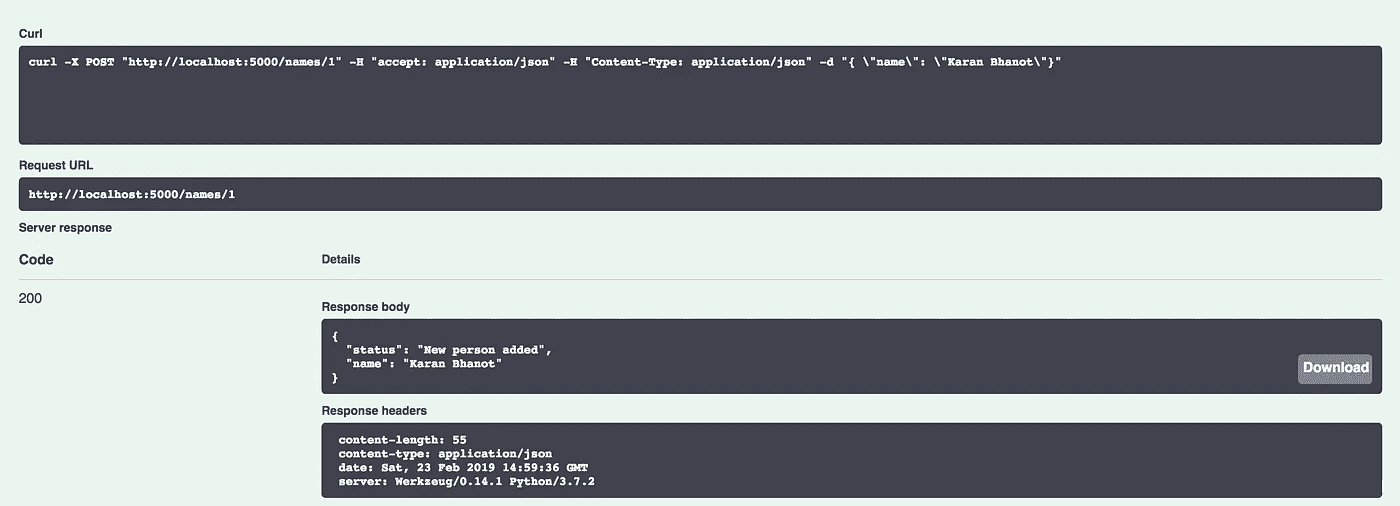 Curl
curl -X POST "http://localhost:5000/names/1" -H "accept: application/json" -H "Content-Type: application/json" -d "{ \"name\": \"Karan Bhanot\"}"
Request URL
http://localhost:5000/names/1
Server response
Code Details
200
Response body
{
  "status": "New person added",
  "name": "Karan Bhanot"
}
Download
Response headers
content-length: 55
content-type: application/json
date: Sat, 23 Feb 2019 14:59:36 GMT
server: Werkzeug/0.14.1 Python/3.7.2